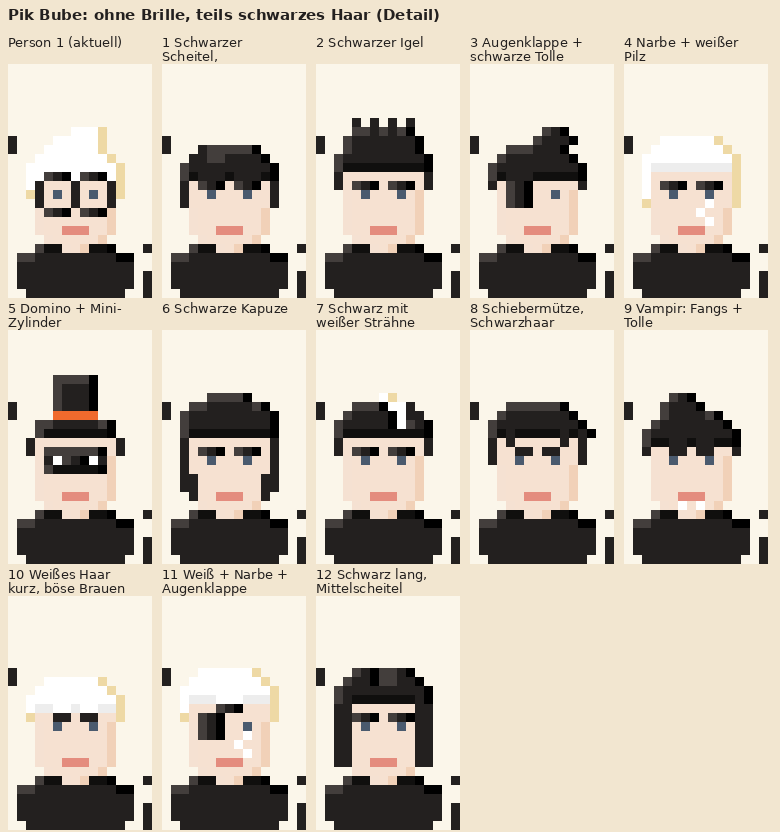 Pik Bube: ohne Brille, teils schwarzes Haar (Detail)
Person 1 (aktuell)
1 Schwarzer
Scheitel,
2 Schwarzer Igel
3 Augenklappe +
schwarze Tolle
4 Narbe + weißer
Pilz
5 Domino + Mini-
Zylinder
6 Schwarze Kapuze
7 Schwarz mit
weißer Strähne
8 Schiebermütze,
Schwarzhaar
9 Vampir: Fangs +
Tolle
10 Weißes Haar
kurz, böse Brauen
11 Weiß + Narbe +
Augenklappe
12 Schwarz lang,
Mittelscheitel